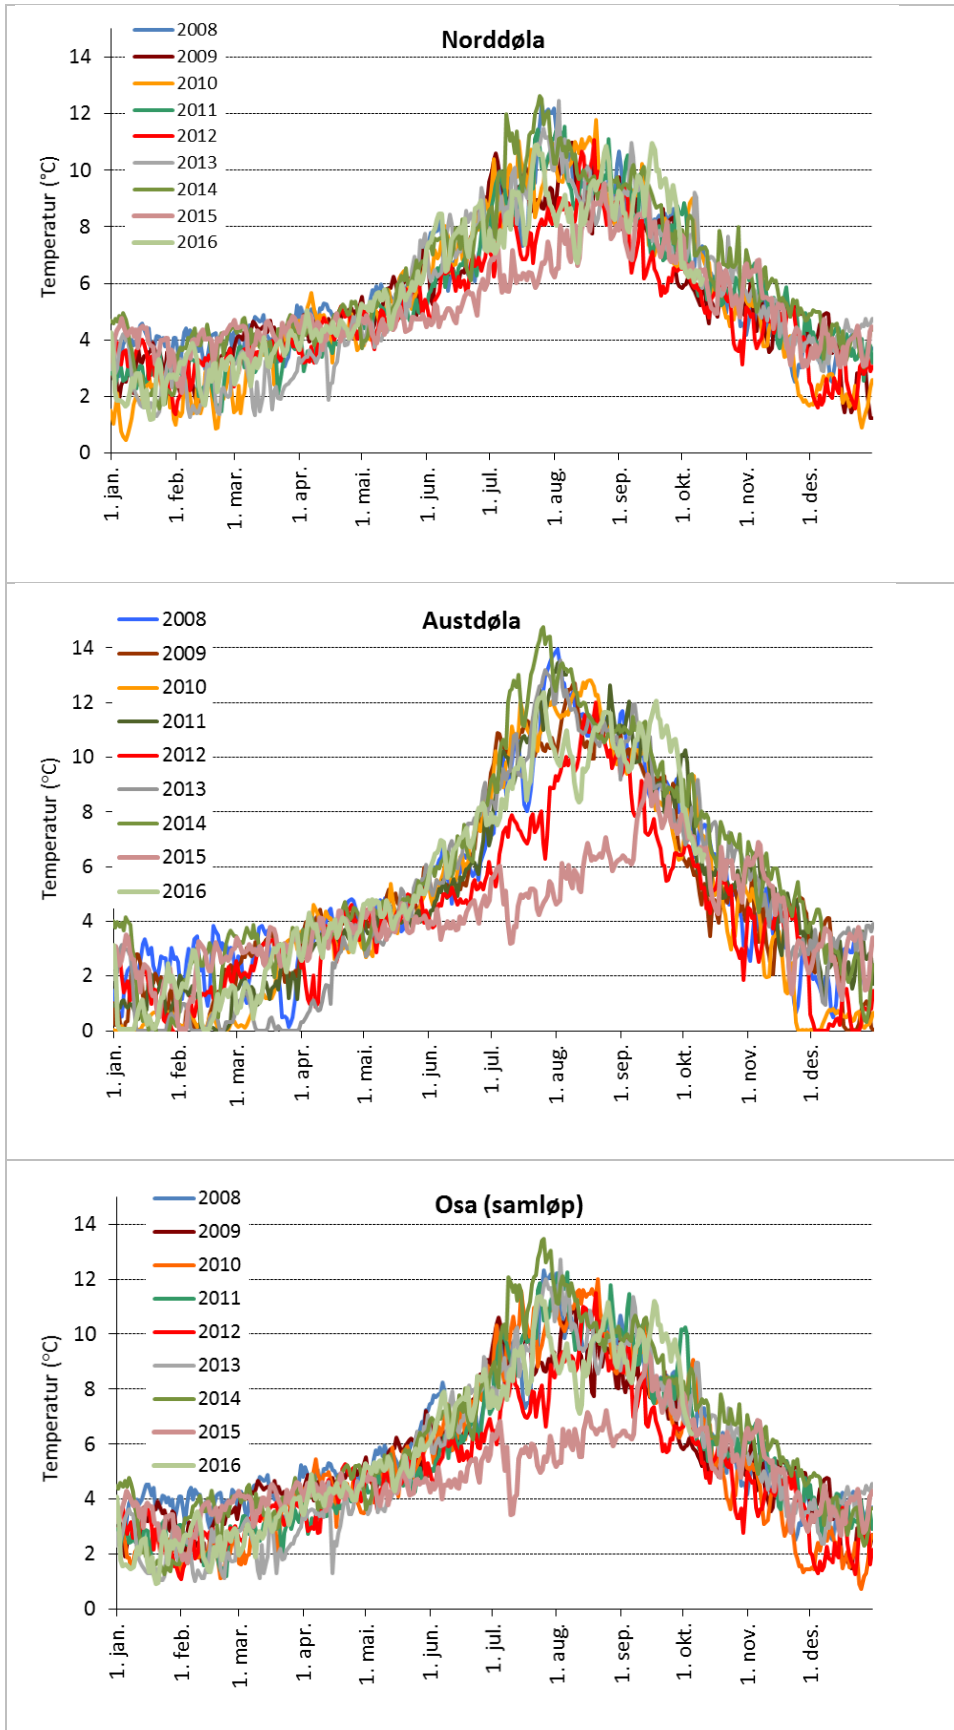 Norddøla
2008
2009
2010
2011
2012
2013
2014
2015
2016
Temperatur (°C)
14
12
10
8
6
4
2
0
1. jan.
1. feb.
1. mar.
1. apr.
1. mai.
1. jun.
1. jul.
1. aug.
1. sep.
1. okt.
1. nov.
1. des.
Austdøla
2008
2009
2010
2011
2012
2013
2014
2015
2016
Temperatur (°C)
14
12
10
8
6
4
2
0
1. jan.
1. feb.
1. mar.
1. apr.
1. mai.
1. jun.
1. jul.
1. aug.
1. sep.
1. okt.
1. nov.
1. des.
Osa (samløp)
2008
2009
2010
2011
2012
2013
2014
2015
2016
Temperatur (°C)
14
12
10
8
6
4
2
0
1. jan.
1. feb.
1. mar.
1. apr.
1. mai.
1. jun.
1. jul.
1. aug.
1. sep.
1. okt.
1. nov.
1. des.